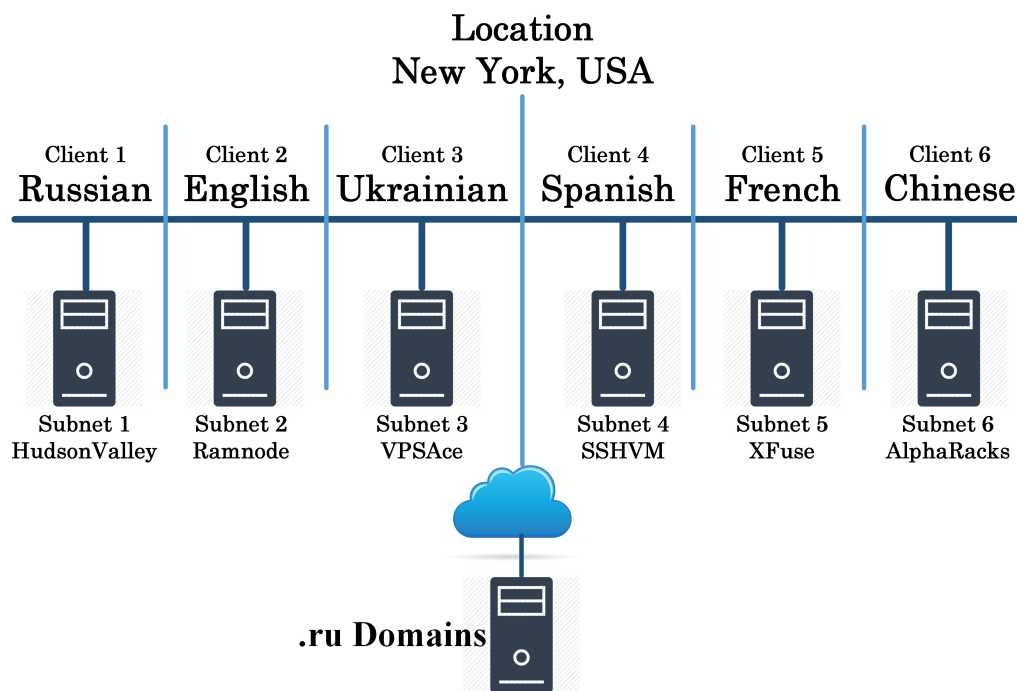 Location
New York, USA
Client 1
Russian
Client 2
English
Client 3
Ukrainian
Client 4
Spanish
Client 5
French
Client 6
Chinese
Subnet 1
HudsonValley
Subnet 2
Ramnode
Subnet 3
VPSAce
Subnet 4
SSHVM
Subnet 5
XFuse
Subnet 6
AlphaRacks
.ru Domains